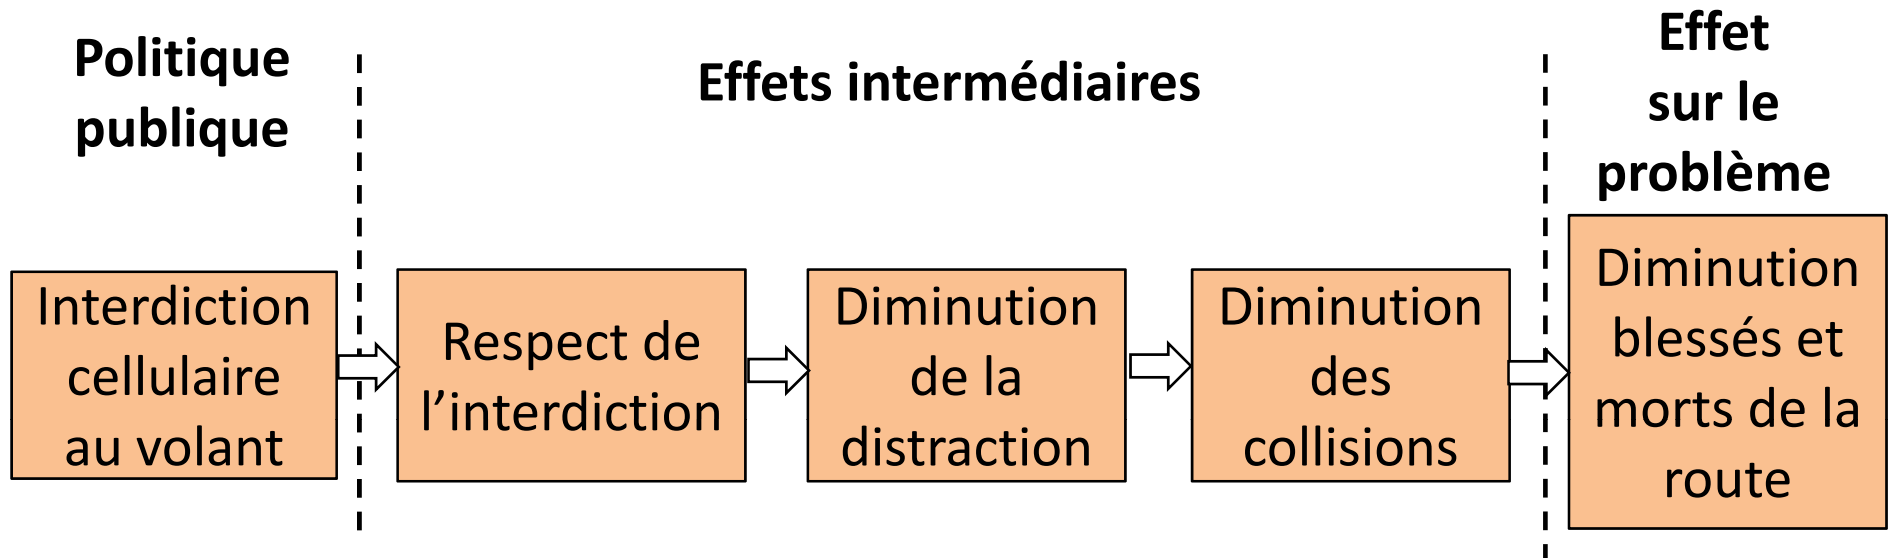 Politique
publique
Effets intermédiaires
Effet
sur le
problème
Interdiction
cellulaire
au volant
Respect de
l’interdiction
Diminution
de la
distraction
Diminution
des
collisions
Diminution
blessés et
morts de la
route